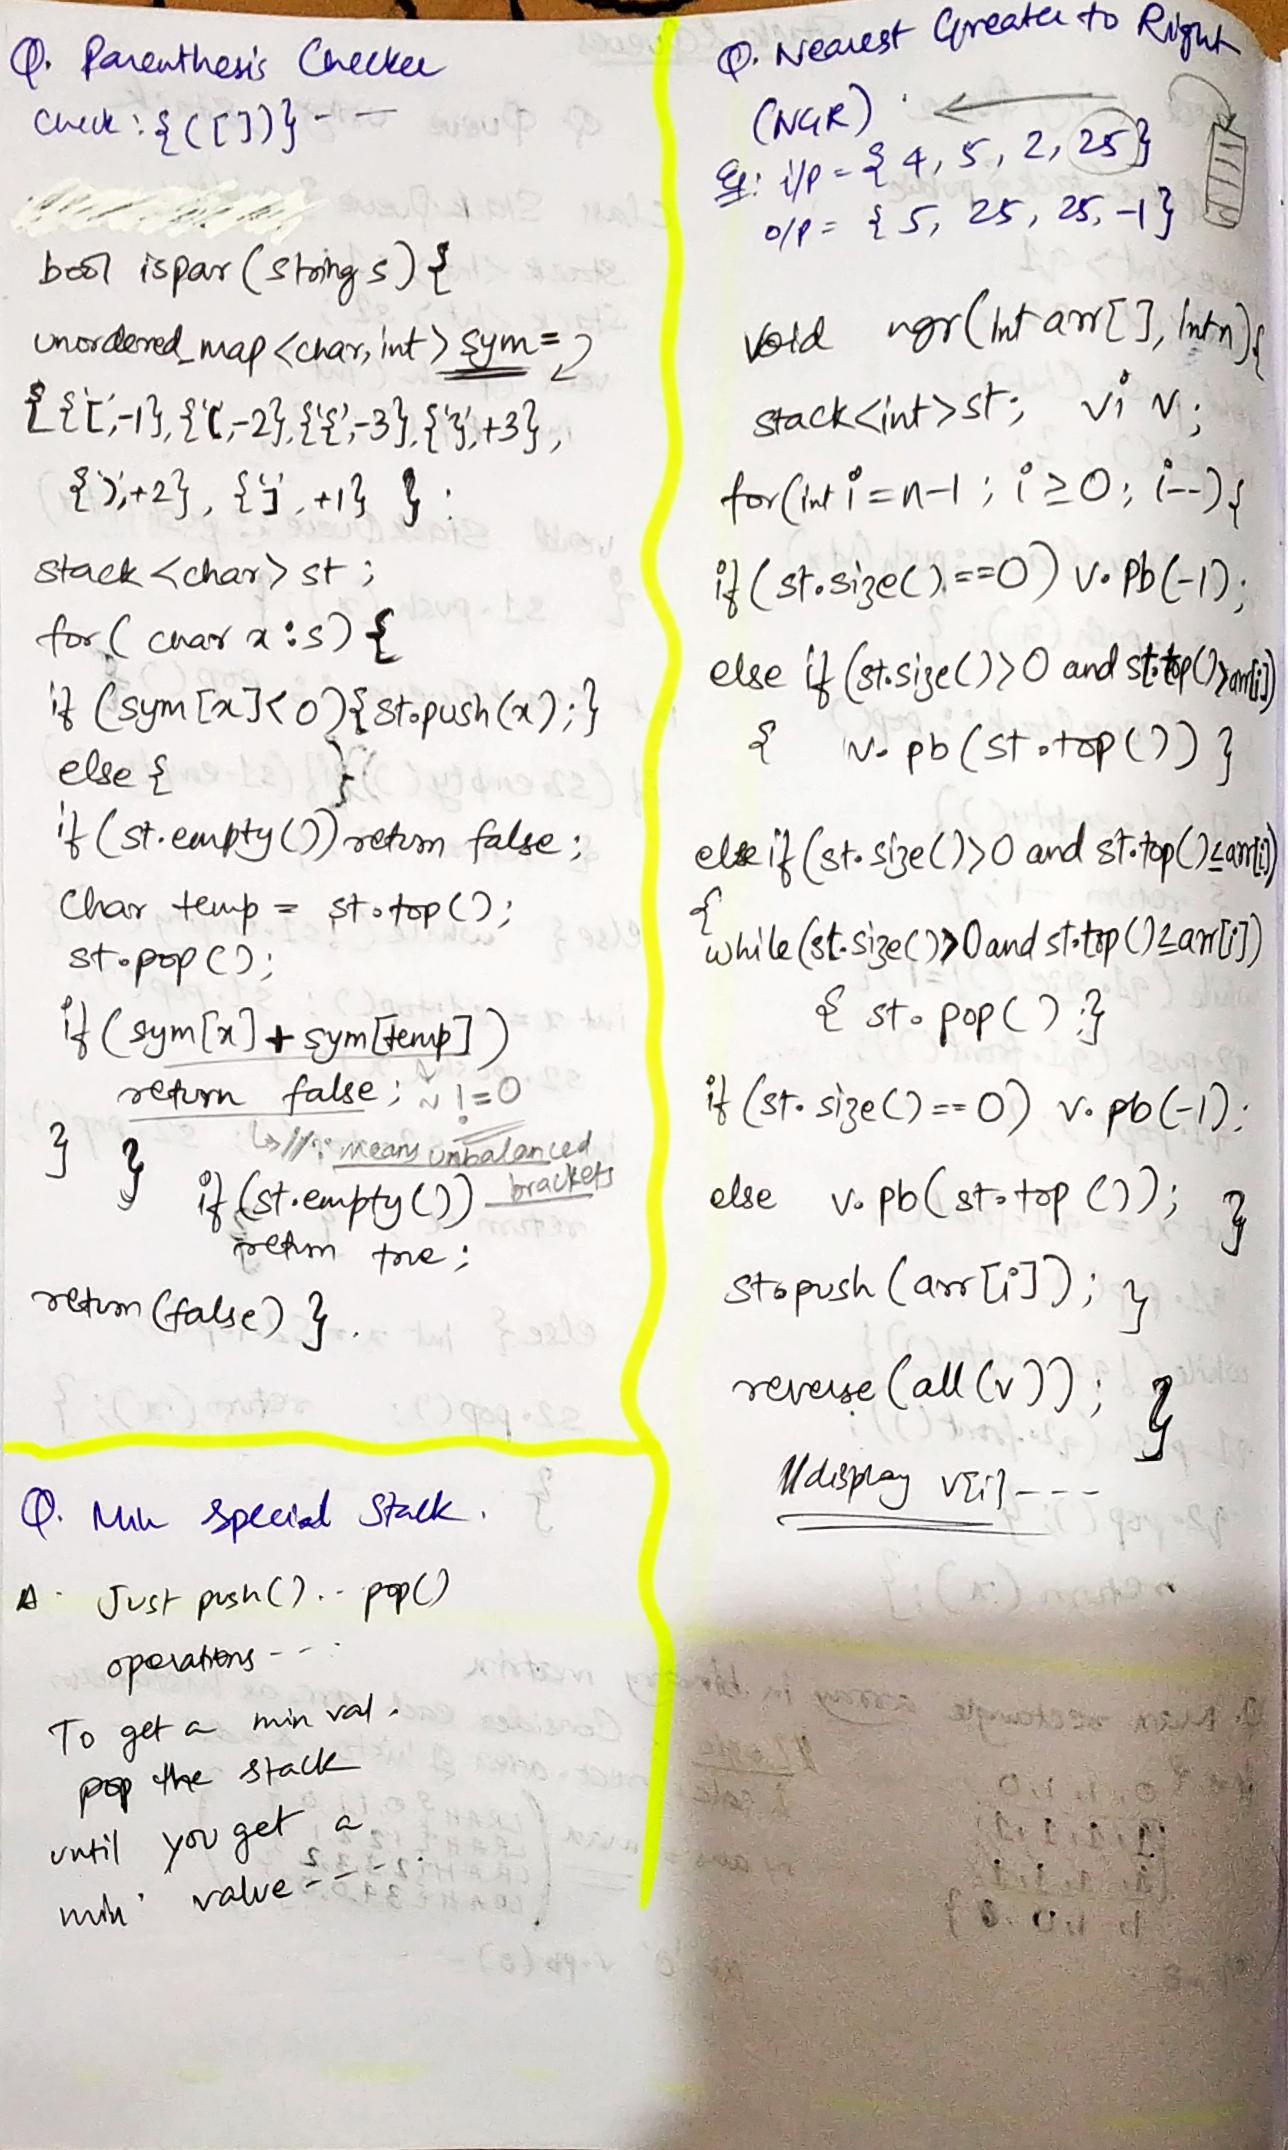 Q. Parenthesis Checker
check: {([])} ---
bool ispar(string s){
unordered_map <char, int> sym =
{ {'[',-1}, {'(',-2}, {'{',-3}, {'}',+3},
{')',+2}, {']',+1} };
stack <char> st ;
for( char x : s) {
if (sym[x]<0){st.push(x);}
else { }
if (st.empty()) return false;
Char temp = st.top();
st.pop();
if (sym[x] + sym[temp])
return false; != 0
} } // means unbalanced
brackets
if (st.empty())
return true;
return(false) }.
Q. Min special Stack.
A. Just push()... pop()
operations ---
To get a min val.
pop the stack
until you get a
min value ----
Q. Nearest Greater to Right
(NGR)
Eg: i/p = { 4, 5, 2, 25}
o/p = { 5, 25, 25, -1}
void ngr(int arr[], int n){
stack<int>st; vi v;
for(int i=n-1 ; i≥0; i--){
if(st.size()==0) v.pb(-1);
else if(st.size()>0 and st.top()>arr[i])
{ v.pb(st.top()) }
else if(st.size()>0 and st.top()≤arr[i])
{
while(st.size()>0 and st.top()≤arr[i])
{ st.pop();}
if (st.size()==0) v.pb(-1);
else v.pb(st.top()); }
st.push(arr[i]); }
reverse(all(v)); }
//display v[i] ---